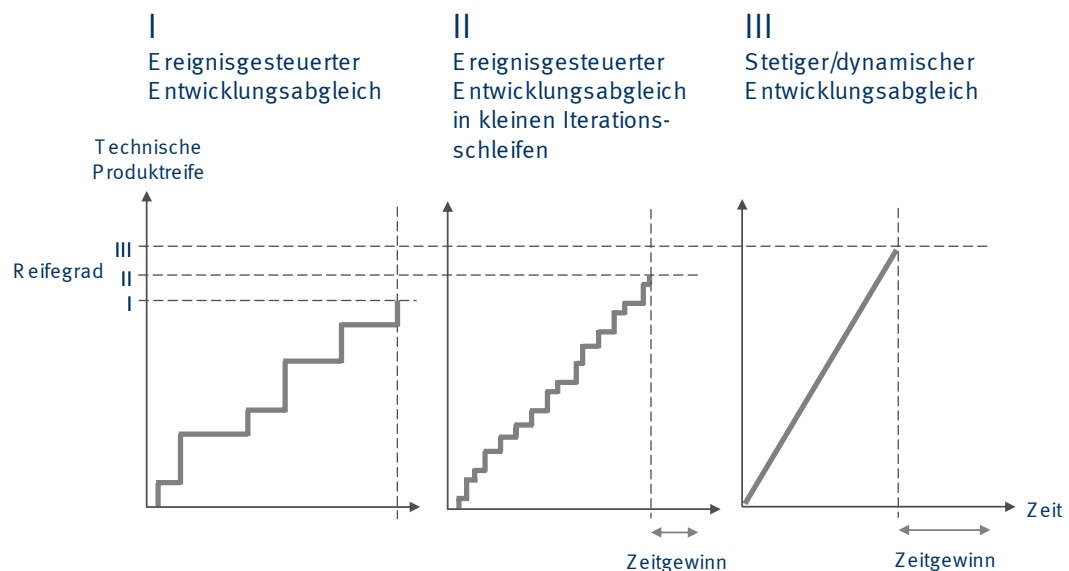 I
Ereignisgesteuerter
Entwicklungsabgleich
II
Ereignisgesteuerter
Entwicklungsabgleich
in kleinen Iterations-
schleifen
III
Stetiger/dynamischer
Entwicklungsabgleich
Technische
Produktreife
Reifegrad
III
II
I
Zeit
Zeitgewinn
Zeitgewinn